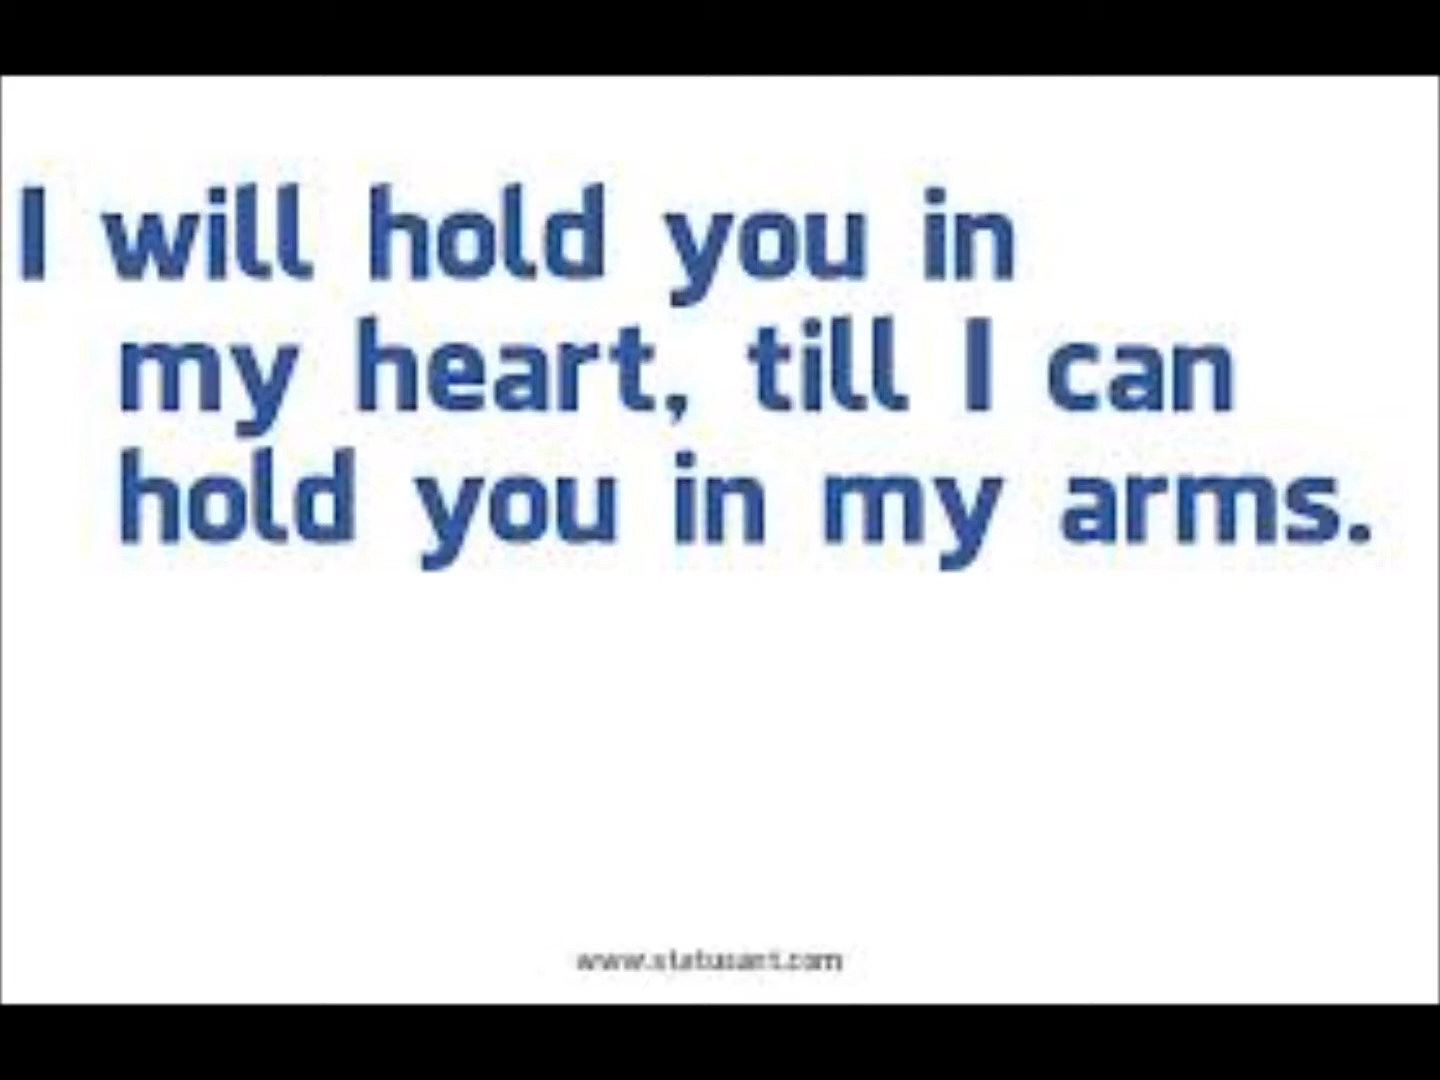 I will hold you in
my heart, till I can
hold you in my arms.
www.statusart.com